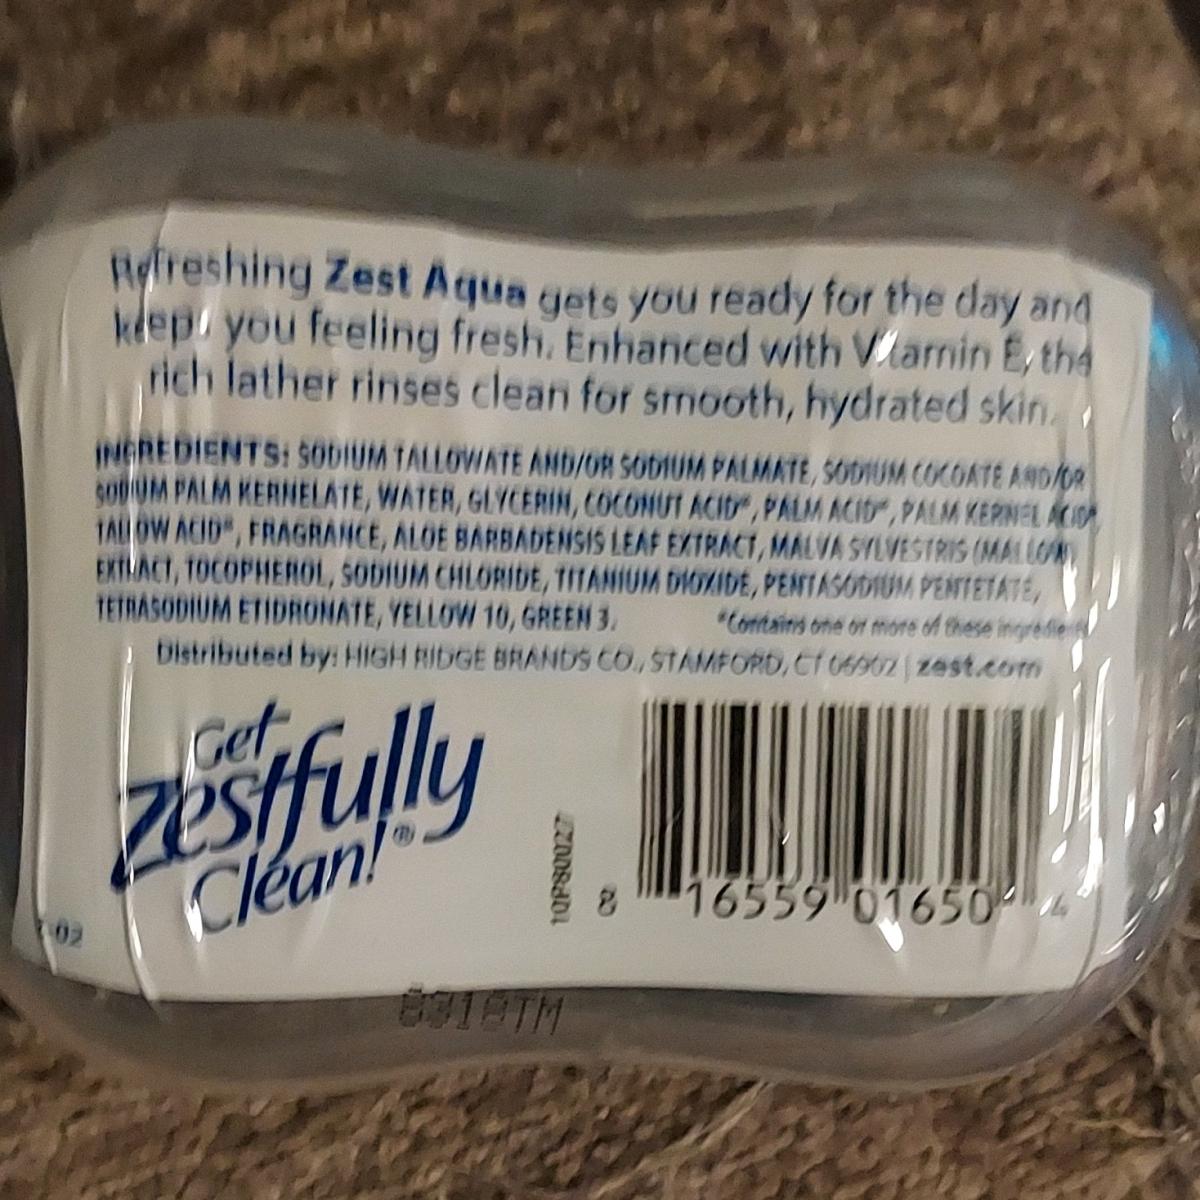 Refreshing Zest Aqua gets you ready for the day and
keeps you feeling fresh. Enhanced with Vitamin E, the
rich lather rinses clean for smooth, hydrated skin.
INGREDIENTS: SODIUM TALLOWATE AND/OR SODIUM PALMATE, SODIUM COCOATE AND/OR
SODIUM PALM KERNELATE, WATER, GLYCERIN, COCONUT ACID*, PALM ACID*, PALM KERNEL ACID*,
TALLOW ACID*, FRAGRANCE, ALOE BARBADENSIS LEAF EXTRACT, MALVA SYLVESTRIS (MALLOW)
EXTRACT, TOCOPHEROL, SODIUM CHLORIDE, TITANIUM DIOXIDE, PENTASODIUM PENTETATE,
TETRASODIUM ETIDRONATE, YELLOW 10, GREEN 3. *Contains one or more of these ingredients
Distributed by: HIGH RIDGE BRANDS CO., STAMFORD, CT 06902 | zest.com
Get
Zestfully
Clean!®
8 16559 01650 4
-02